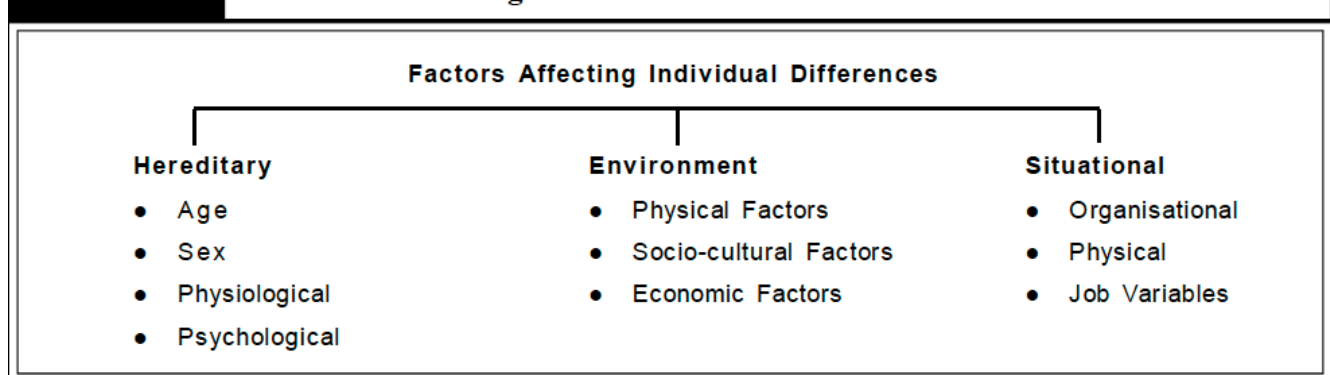 Factors Affecting Individual Differences
Hereditary
● Age
● Sex
● Physiological
● Psychological
Environment
● Physical Factors
● Socio-cultural Factors
● Economic Factors
Situational
● Organisational
● Physical
● Job Variables